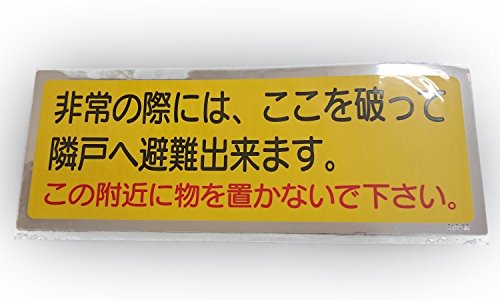 非常の際には、ここを破って
隣戸へ避難出来ます。
この附近に物を置かないで下さい。